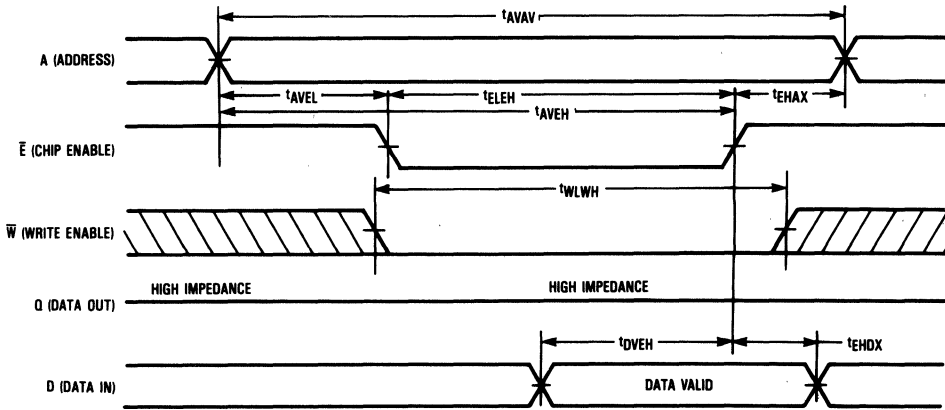 tAVAV
A (ADDRESS)
tAVEL
tELEH
tEHAX
tAVEH
E̅ (CHIP ENABLE)
tWLWH
W̅ (WRITE ENABLE)
HIGH IMPEDANCE
HIGH IMPEDANCE
Q (DATA OUT)
tDVEH
tEHDX
D (DATA IN)
DATA VALID